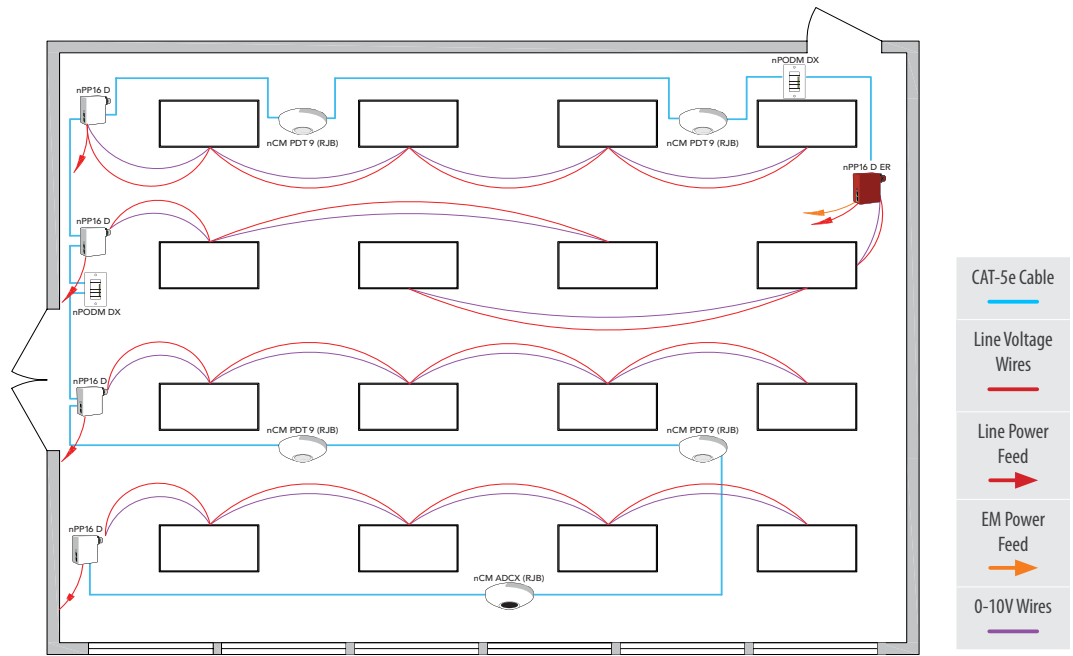 nPODM DX
nPP16 D
nCM PDT 9 (RJB)
nCM PDT 9 (RJB)
nPP16 D ER
nPP16 D
nPODM DX
nPP16 D
nCM PDT 9 (RJB)
nCM PDT 9 (RJB)
nPP16 D
nCM ADCX (RJB)
CAT-5e Cable
Line Voltage
Wires
Line Power
Feed
EM Power
Feed
0-10V Wires